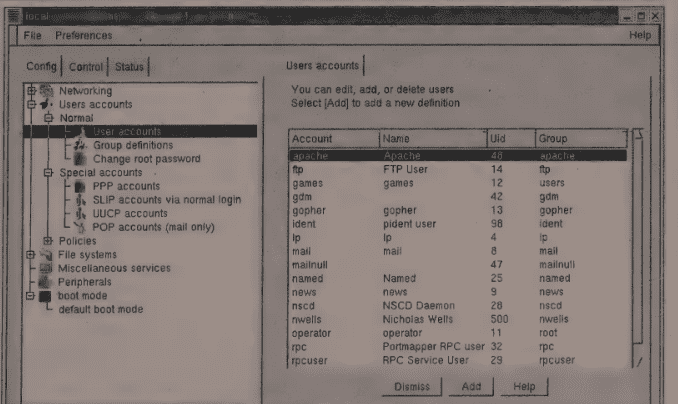 local
File Preferences Help
Config Control Status
Networking
Users accounts
Normal
User accounts
Group definitions
Change root password
Special accounts
PPP accounts
SLIP accounts via normal login
UUCP accounts
POP accounts (mail only)
Policies
File systems
Miscellaneous services
Peripherals
boot mode
default boot mode
Users accounts
You can edit, add, or delete users
Select [Add] to add a new definition
Account Name Uid Group
apache Apache 48 apache
ftp FTP User 14 ftp
games games 12 users
gdm 42 gdm
gopher gopher 13 gopher
ident pident user 98 ident
lp lp 4 lp
mail mail 8 mail
mailnull 47 mailnull
named Named 25 named
news news 9 news
nscd NSCD Daemon 28 nscd
nwells Nicholas Wells 500 nwells
operator operator 11 root
rpc Portmapper RPC user 32 rpc
rpcuser RPC Service User 29 rpcuser
Dismiss Add Help